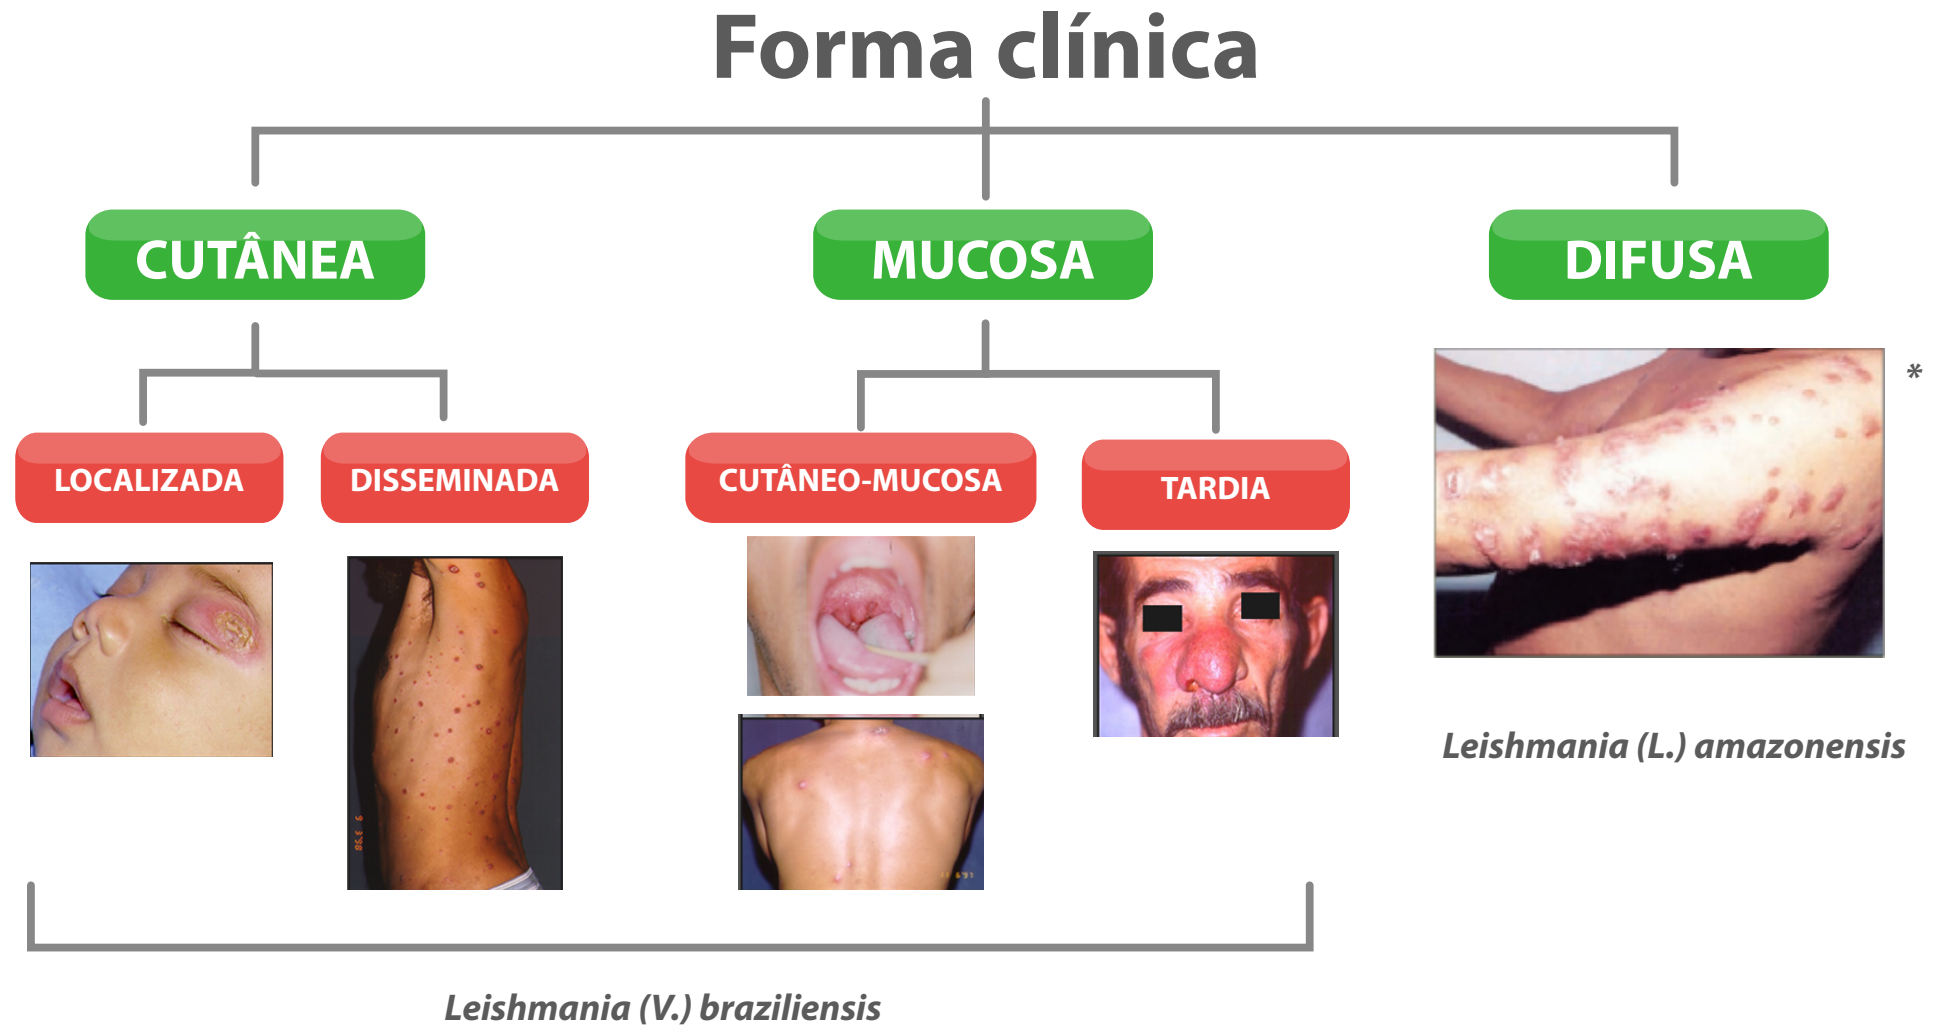 Forma clínica
CUTÂNEA
MUCOSA
DIFUSA
LOCALIZADA
DISSEMINADA
CUTÂNEO-MUCOSA
TARDIA
*
Leishmania (L.) amazonensis
Leishmania (V.) braziliensis